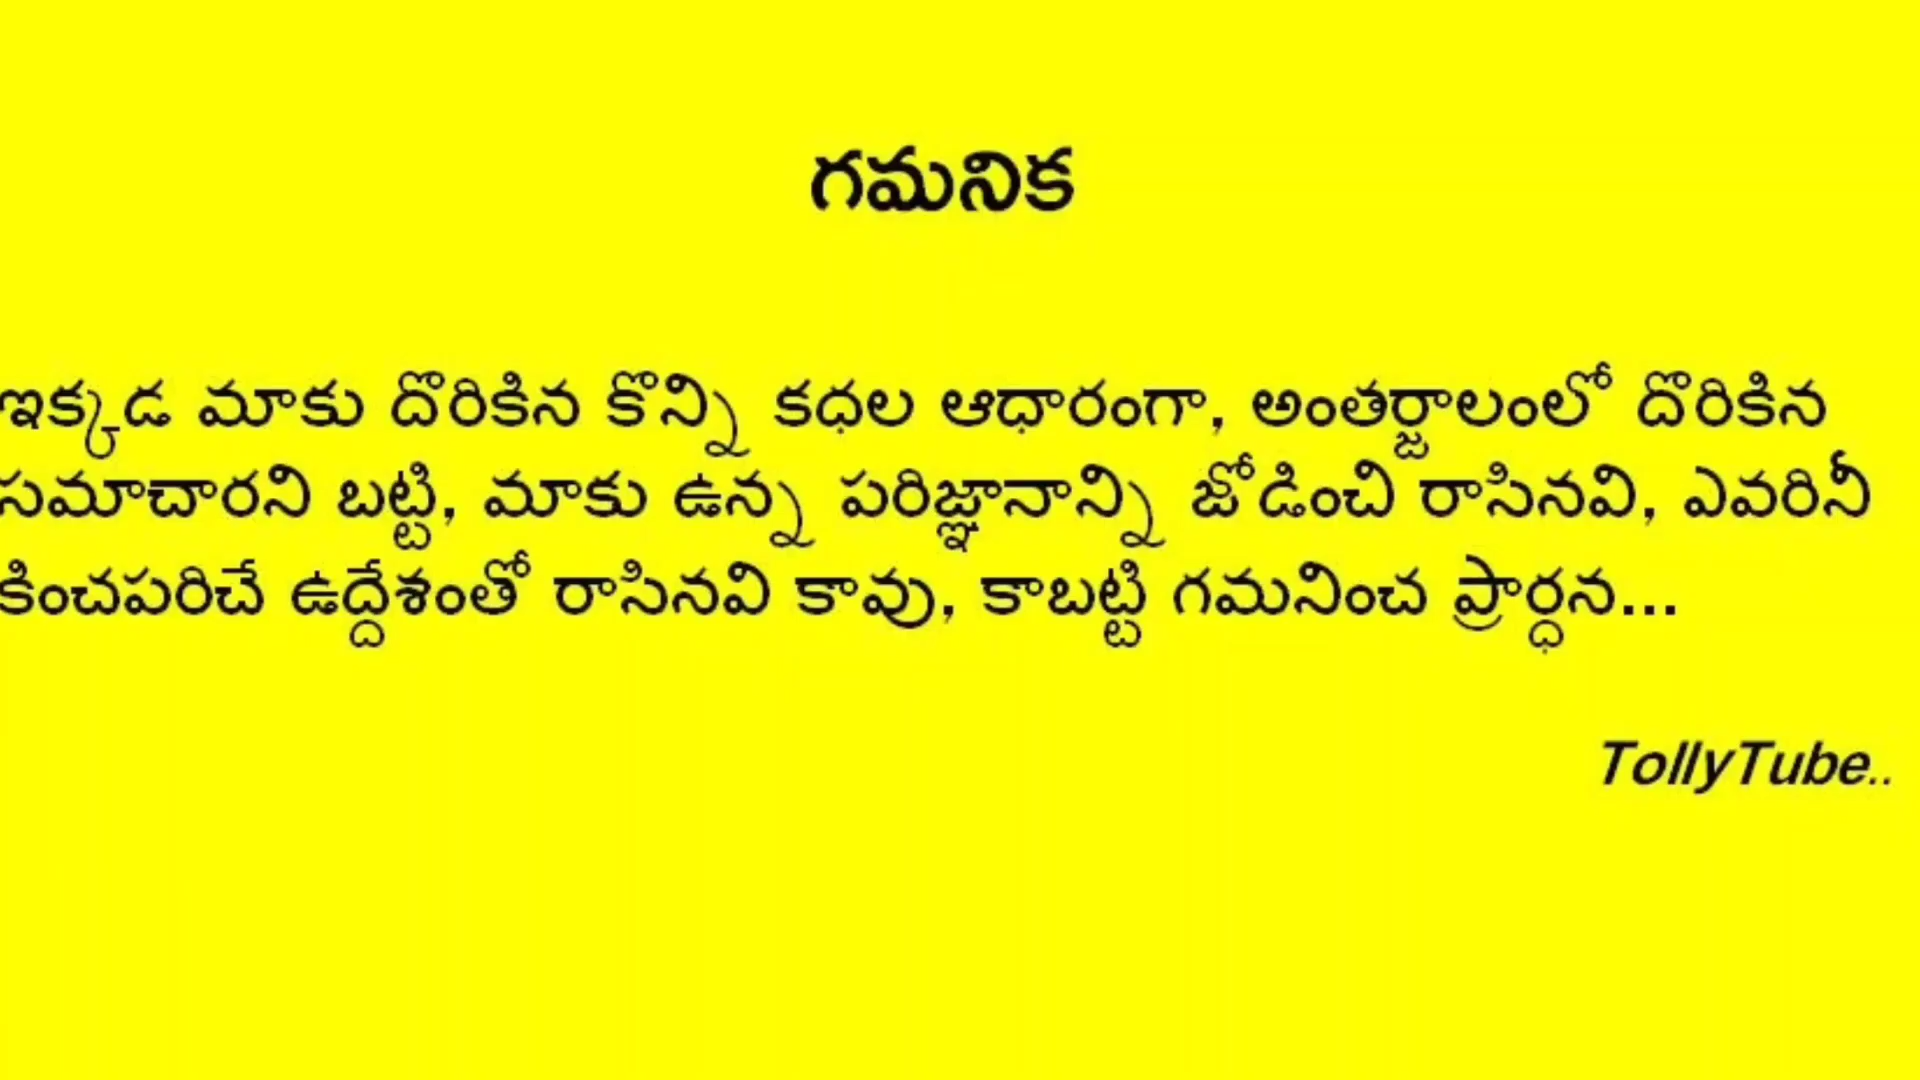 గమనిక
ఇక్కడ మాకు దొరికిన కొన్ని కధల ఆధారంగా, అంతర్జాలంలో దొరికిన
సమాచారని బట్టి, మాకు ఉన్న పరిజ్ఞానాన్ని జోడించి రాసినవి, ఎవరినీ
కించపరిచే ఉద్దేశంతో రాసినవి కావు, కాబట్టి గమనించ ప్రార్ధన...
TollyTube..